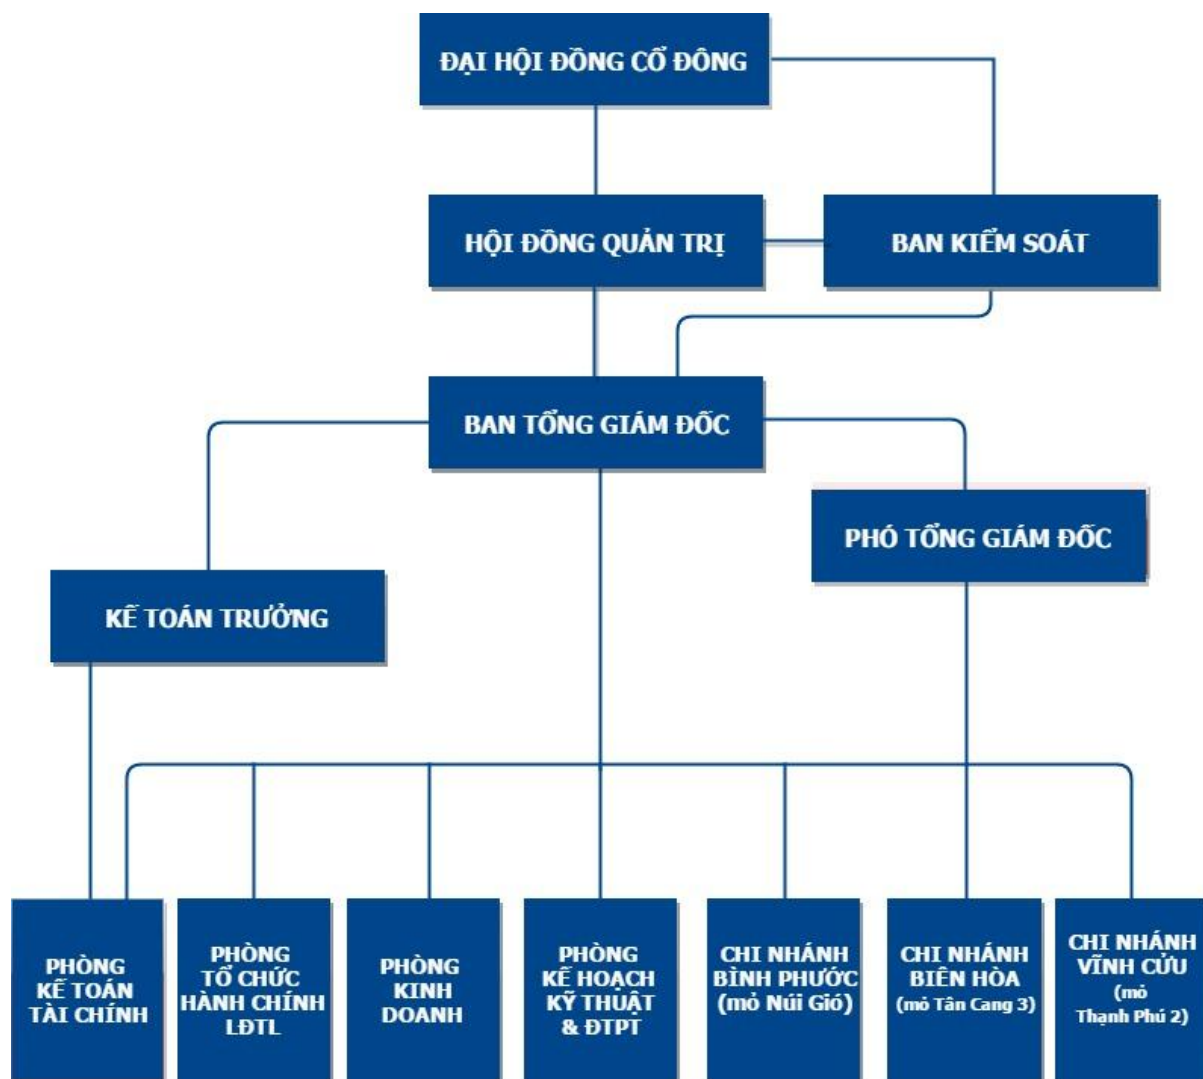 ĐẠI HỘI ĐỒNG CỔ ĐÔNG
HỘI ĐỒNG QUẢN TRỊ
BAN KIỂM SOÁT
BAN TỔNG GIÁM ĐỐC
PHÓ TỔNG GIÁM ĐỐC
KẾ TOÁN TRƯỞNG
PHÒNG
KẾ TOÁN
TÀI CHÍNH
PHÒNG
TỔ CHỨC
HÀNH CHÍNH
LĐTL
PHÒNG
KINH
DOANH
PHÒNG
KẾ HOẠCH
KỸ THUẬT
& ĐTPT
CHI NHÁNH
BÌNH PHƯỚC
(mỏ Núi Gió)
CHI NHÁNH
BIÊN HÒA
(mỏ Tân Cang 3)
CHI NHÁNH
VĨNH CỬU
(mỏ
Thạnh Phú 2)